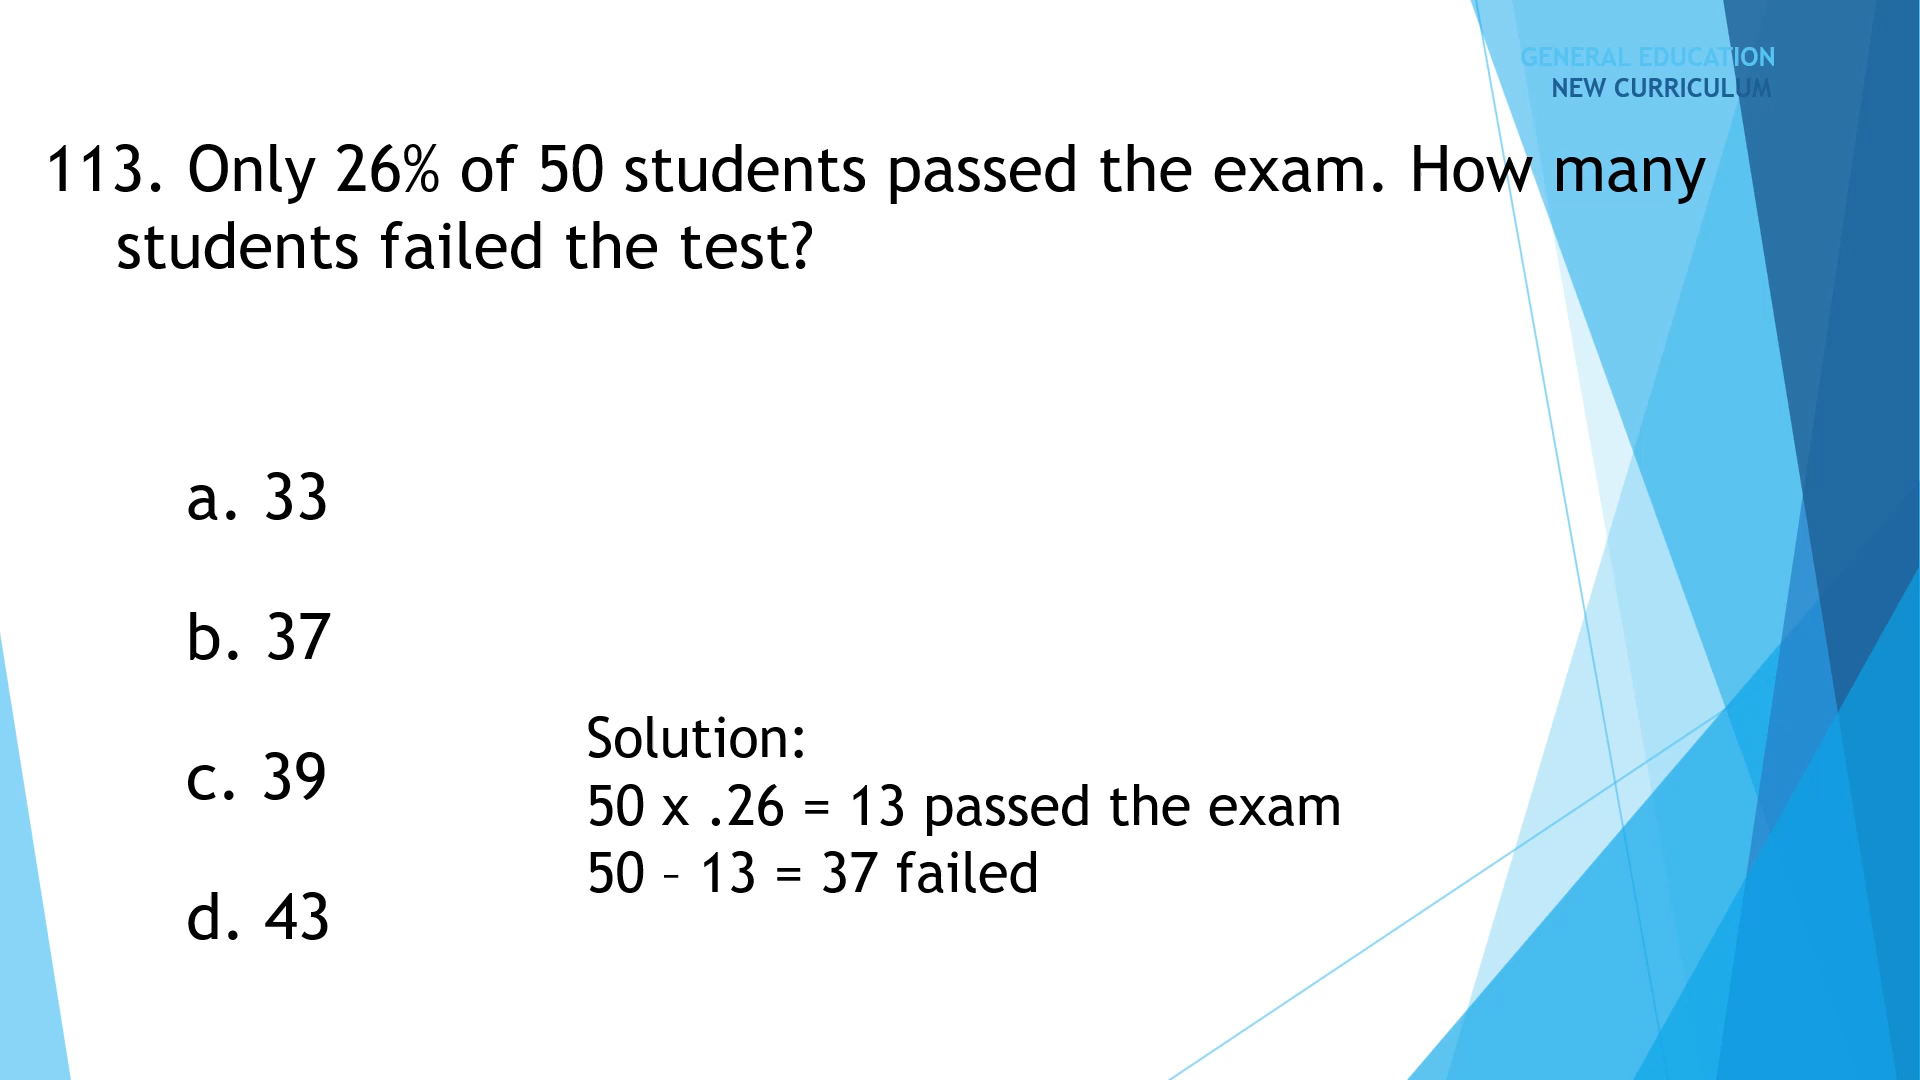 GENERAL EDUCATION
NEW CURRICULUM
113. Only 26% of 50 students passed the exam. How many
students failed the test?
a. 33
b. 37
c. 39
d. 43
Solution:
50 x .26 = 13 passed the exam
50 – 13 = 37 failed